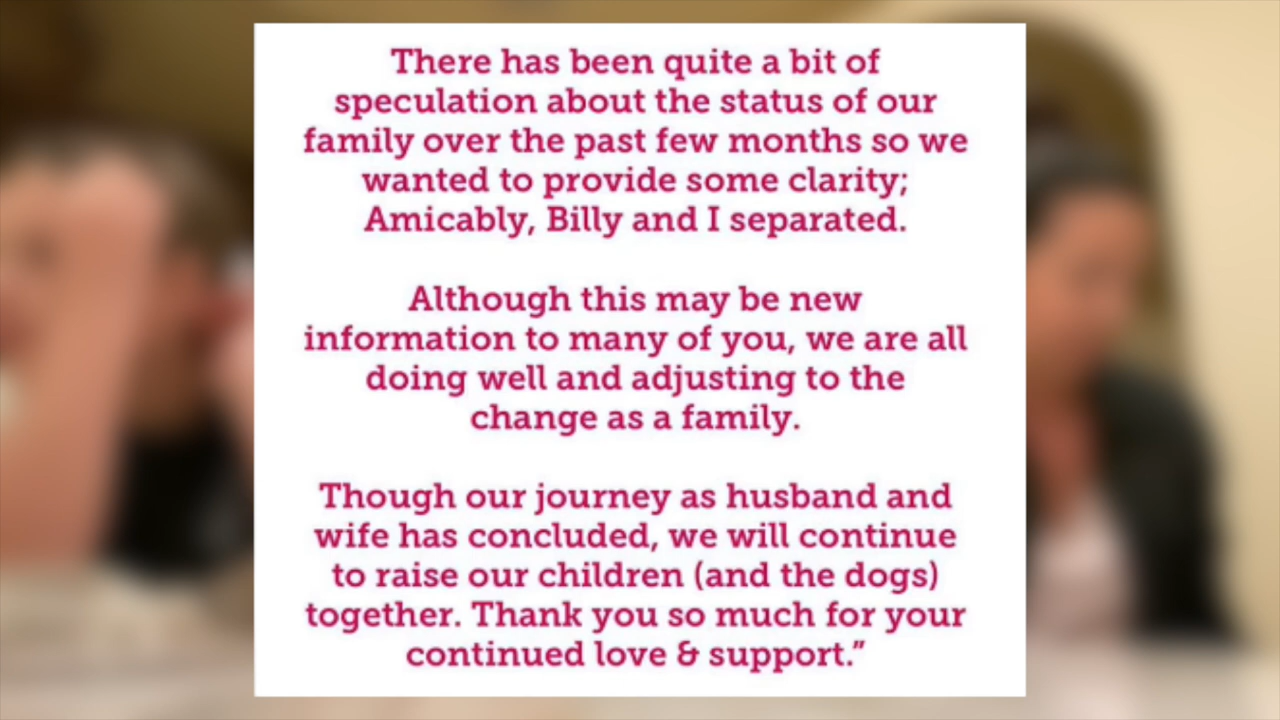 There has been quite a bit of
speculation about the status of our
family over the past few months so we
wanted to provide some clarity;
Amicably, Billy and I separated.
Although this may be new
information to many of you, we are all
doing well and adjusting to the
change as a family.
Though our journey as husband and
wife has concluded, we will continue
to raise our children (and the dogs)
together. Thank you so much for your
continued love & support.”